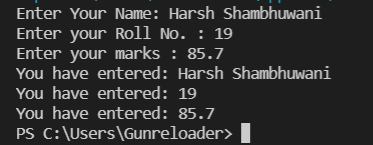 Enter Your Name: Harsh Shambhuwani
Enter your Roll No. : 19
Enter your marks : 85.7
You have entered: Harsh Shambhuwani
You have entered: 19
You have entered: 85.7
PS C:\Users\Gunreloader>